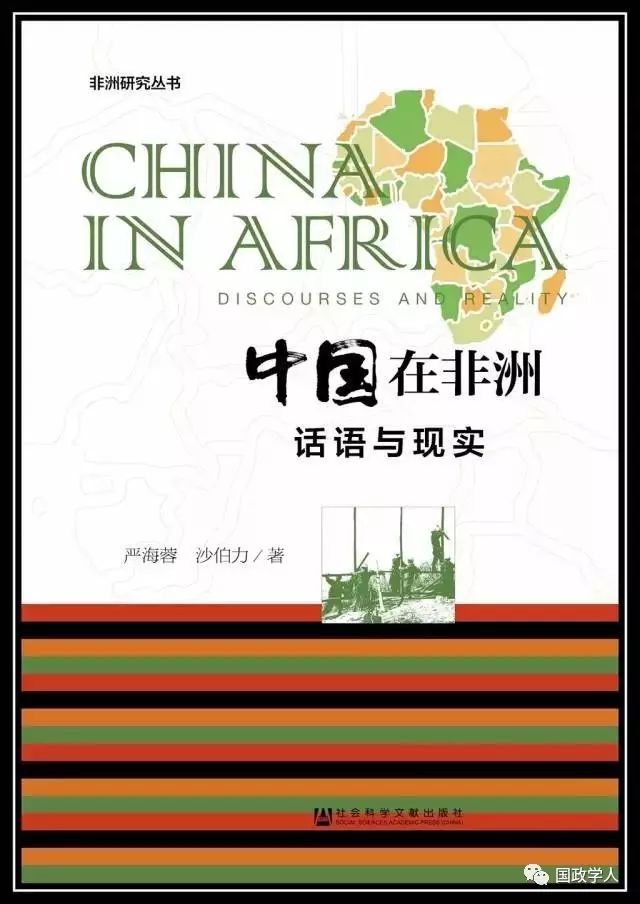 非洲研究丛书
CHINA
IN AFRICA
DISCOURSES AND REALITY
中国在非洲
话语与现实
严海蓉 沙伯力/著
社会科学文献出版社
SOCIAL SCIENCES ACADEMIC PRESS (CHINA)
国政学人